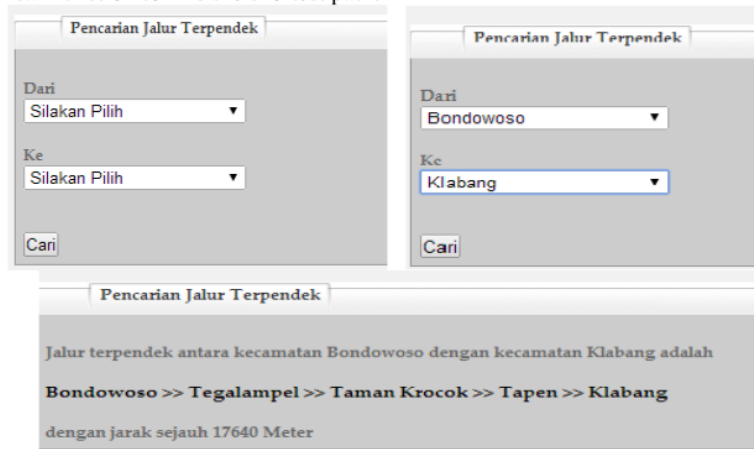 Pencarian Jalur Terpendek
Dari
Silakan Pilih
Ke
Silakan Pilih
Cari
Pencarian Jalur Terpendek
Dari
Bondowoso
Ke
Klabang
Cari
Pencarian Jalur Terpendek
Jalur terpendek antara kecamatan Bondowoso dengan kecamatan Klabang adalah
Bondowoso >> Tegalampel >> Taman Krocok >> Tapen >> Klabang
dengan jarak sejauh 17640 Meter